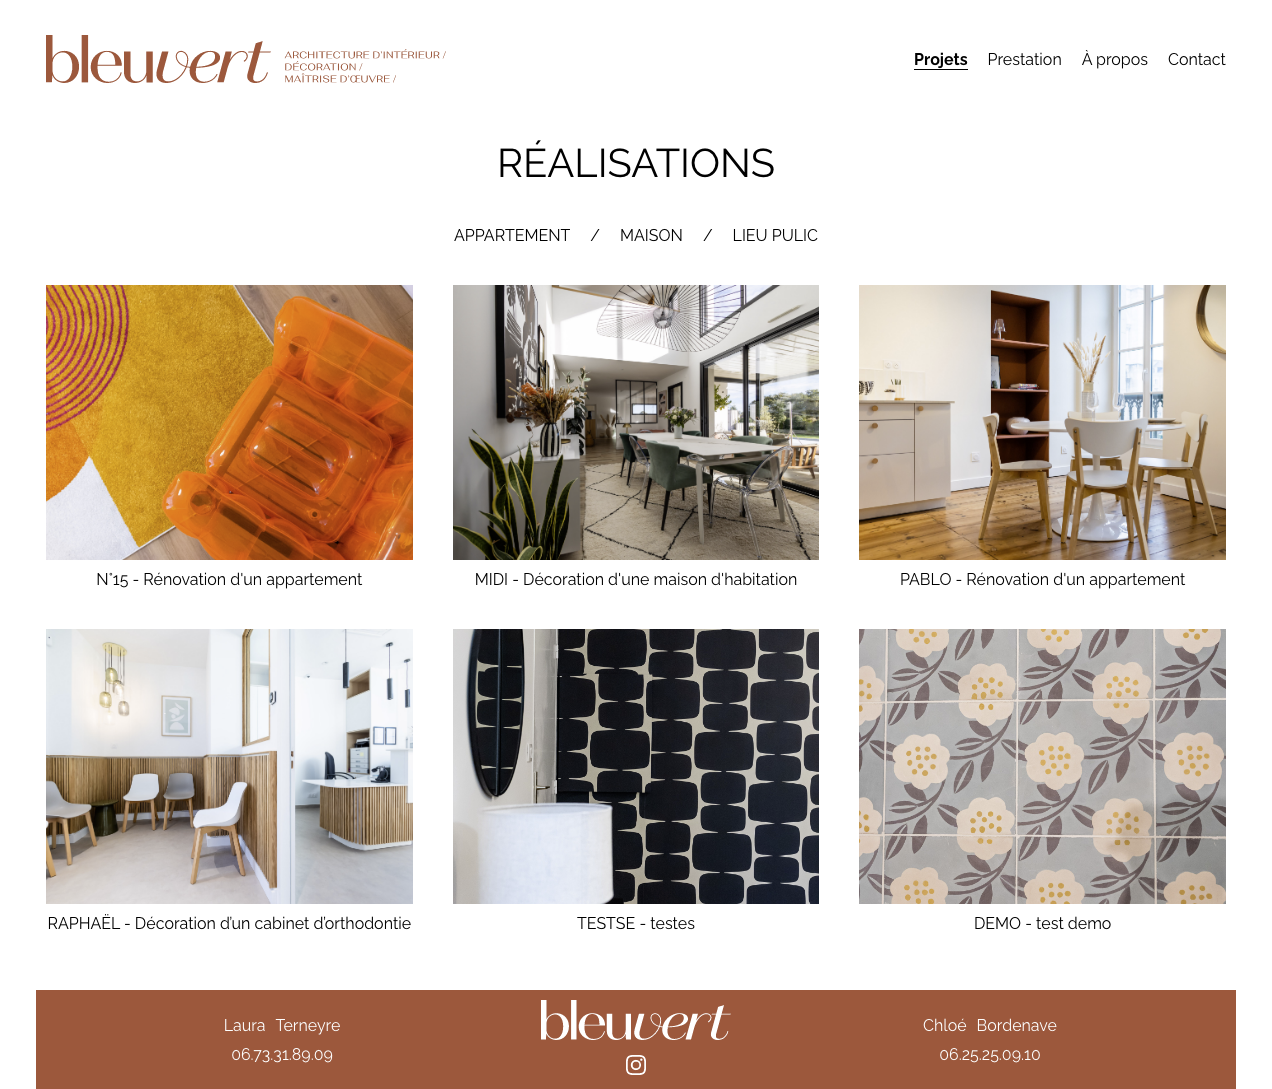 bleuvert
ARCHITECTURE D'INTÉRIEUR /
DÉCORATION /
MAÎTRISE D'ŒUVRE /
Projets Prestation À propos Contact
RÉALISATIONS
APPARTEMENT / MAISON / LIEU PULIC
N°15 - Rénovation d'un appartement
MIDI - Décoration d'une maison d'habitation
PABLO - Rénovation d'un appartement
RAPHAËL - Décoration d’un cabinet d’orthodontie
TESTSE - testes
DEMO - test demo
Laura Terneyre
06.73.31.89.09
bleuvert
Chloé Bordenave
06.25.25.09.10